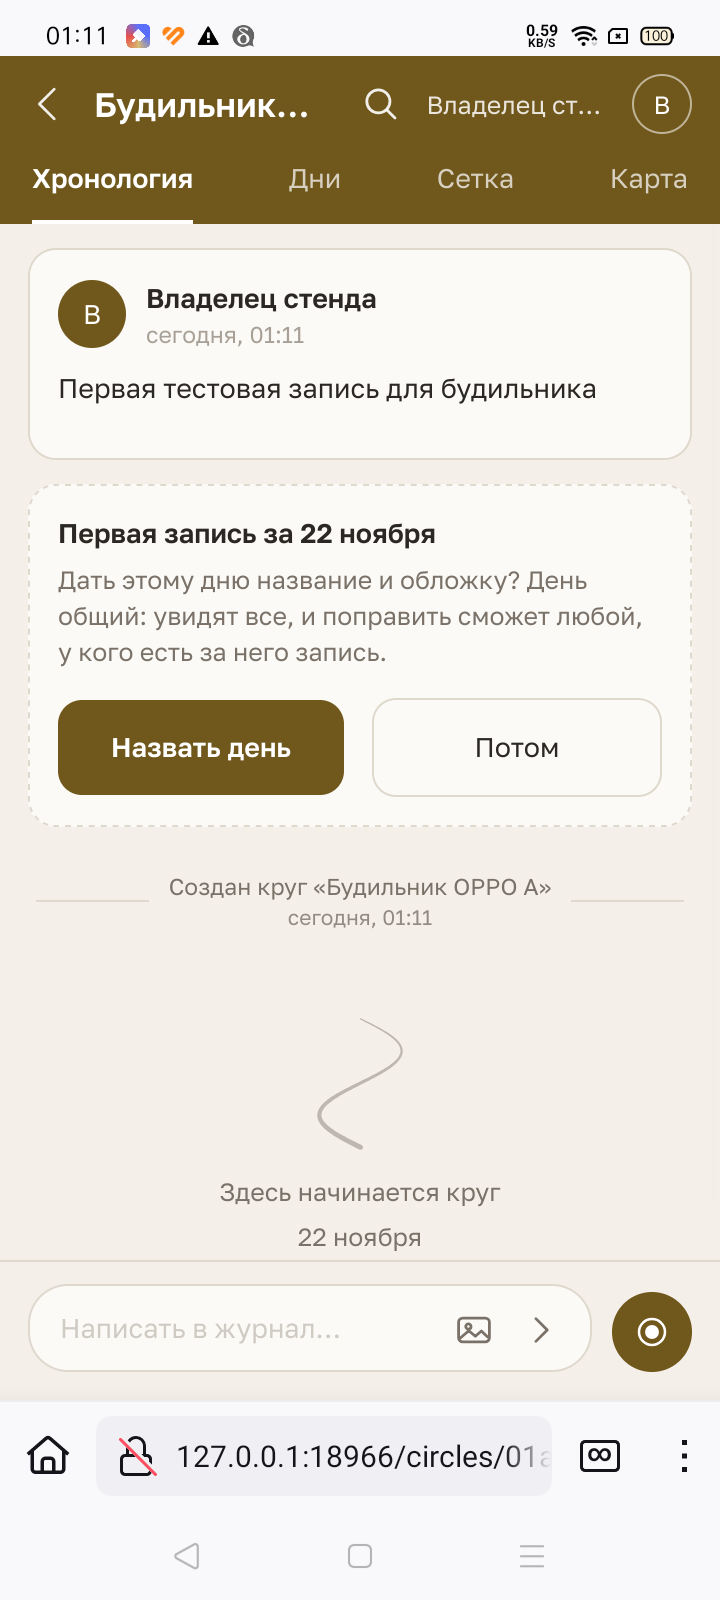 01:11
0.59
KB/S
100
Будильник...
Владелец ст...
В
Хронология
Дни
Сетка
Карта
В
Владелец стенда
сегодня, 01:11
Первая тестовая запись для будильника
Первая запись за 22 ноября
Дать этому дню название и обложку? День
общий: увидят все, и поправить сможет любой,
у кого есть за него запись.
Назвать день
Потом
Создан круг «Будильник OPPO A»
сегодня, 01:11
Здесь начинается круг
22 ноября
Написать в журнал...
127.0.0.1:18966/circles/01a